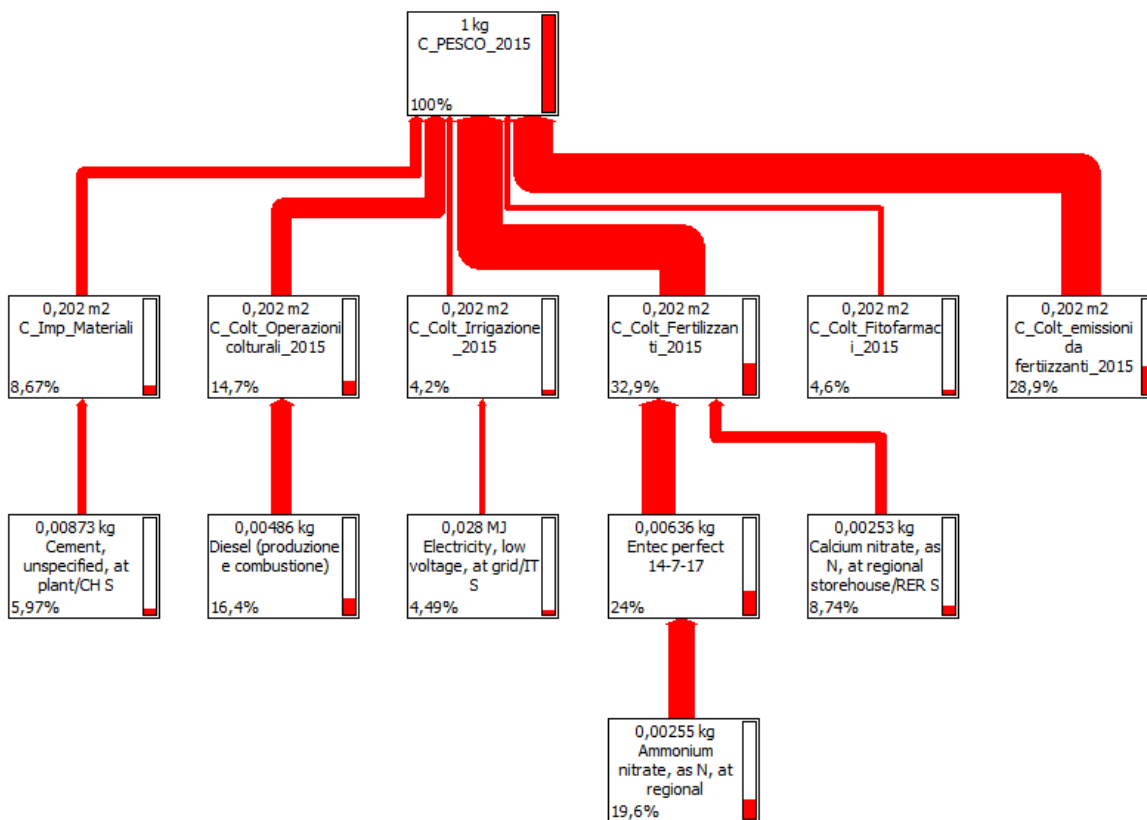 1 kg
C_PESCO_2015
100%
0,202 m2
C_Imp_Materiali
8,67%
0,202 m2
C_Colt_Operazioni
colturali_2015
14,7%
0,202 m2
C_Colt_Irrigazione
_2015
4,2%
0,202 m2
C_Colt_Fertilizzan
ti_2015
32,9%
0,202 m2
C_Colt_Fitofarmac
i_2015
4,6%
0,202 m2
C_Colt_emissioni
da
fertiizzanti_2015
28,9%
0,00873 kg
Cement,
unspecified, at
plant/CH S
5,97%
0,00486 kg
Diesel (produzione
e combustione)
16,4%
0,028 MJ
Electricity, low
voltage, at grid/IT
S
4,49%
0,00636 kg
Entec perfect
14-7-17
24%
0,00253 kg
Calcium nitrate, as
N, at regional
storehouse/RER S
8,74%
0,00255 kg
Ammonium
nitrate, as N, at
regional
19,6%